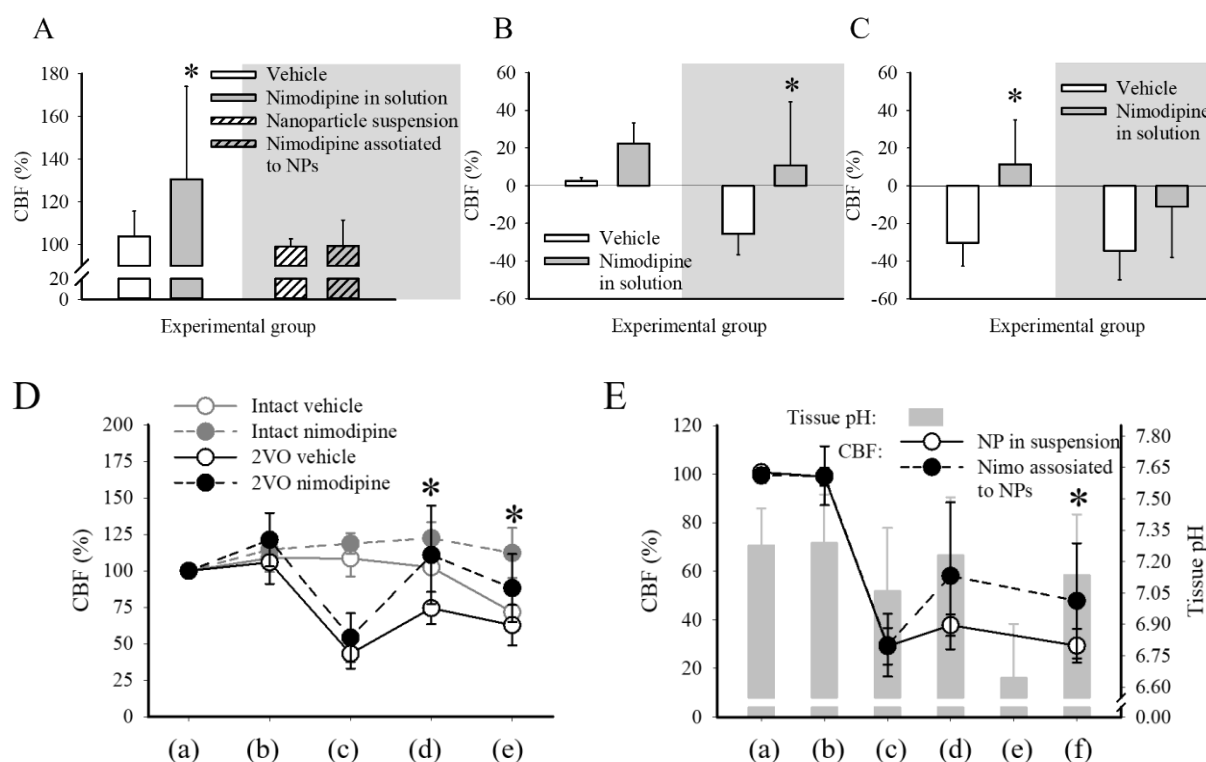 A
CBF (%)
180
160
140
120
100
20
0
*
Vehicle
Nimodipine in solution
Nanoparticle suspension
Nimodipine assotiated
to NPs
Experimental group
B
CBF (%)
60
40
20
0
-20
-40
-60
*
Vehicle
Nimodipine
in solution
Experimental group
C
CBF (%)
60
40
20
0
-20
-40
-60
*
Vehicle
Nimodipine
in solution
Experimental group
D
Intact vehicle
Intact nimodipine
2VO vehicle
2VO nimodipine
CBF (%)
200
175
150
125
100
75
50
25
0
* *
(a) (b) (c) (d) (e)
E
Tissue pH:
CBF:
NP in suspension
Nimo assosiated
to NPs
CBF (%)
120
100
80
60
40
20
0
*
7.80
7.65
7.50
7.35
7.20
7.05
6.90
6.75
6.60
0.00
Tissue pH
(a) (b) (c) (d) (e) (f)